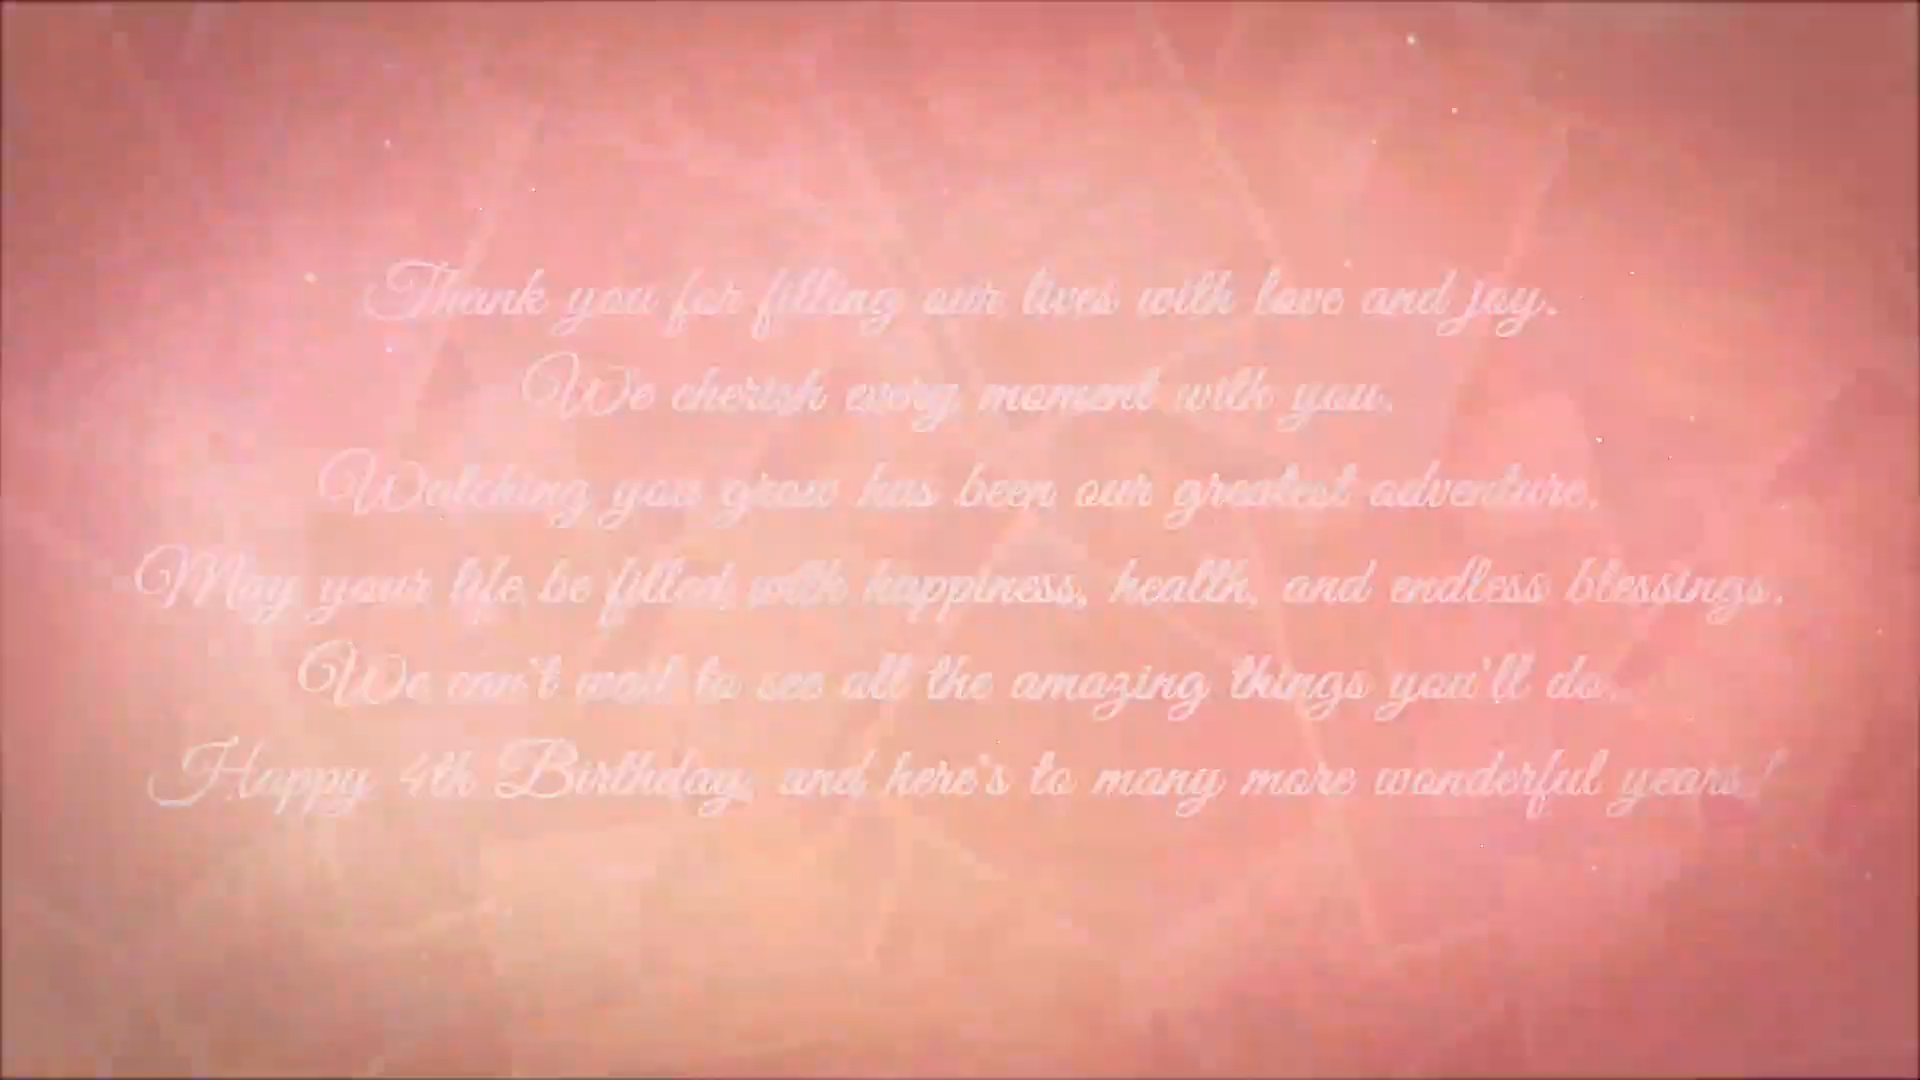 Thank you for filling our lives with love and joy.
We cherish every moment with you.
Watching you grow has been our greatest adventure.
May your life be filled with happiness, health, and endless blessings.
We can't wait to see all the amazing things you'll do.
Happy 4th Birthday, and here's to many more wonderful years!